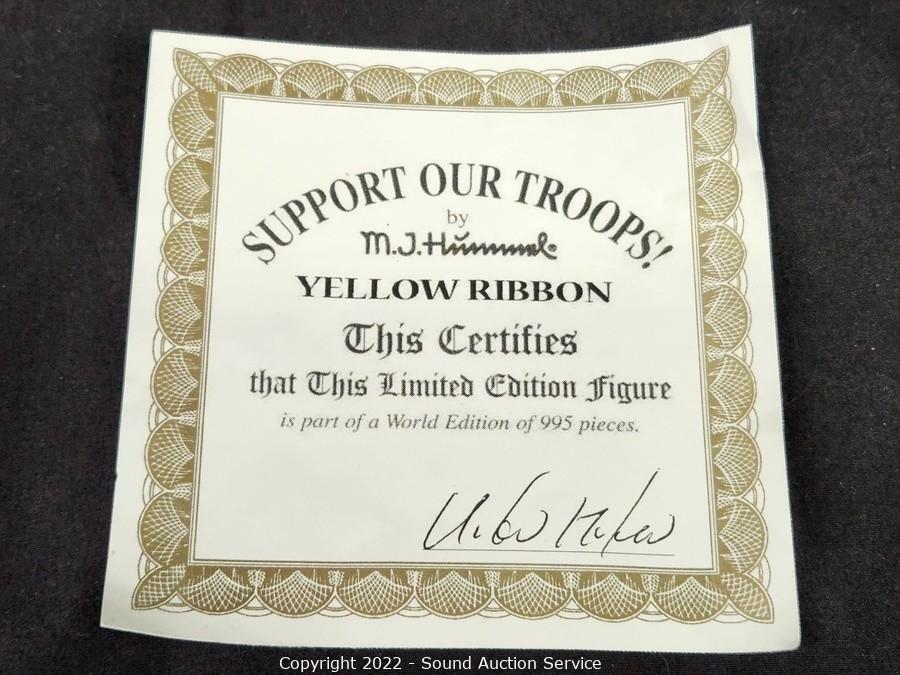 SUPPORT OUR TROOPS!
by
M.J.Hummel
YELLOW RIBBON
This Certifies
that This Limited Edition Figure
is part of a World Edition of 995 pieces.
Copyright 2022 - Sound Auction Service